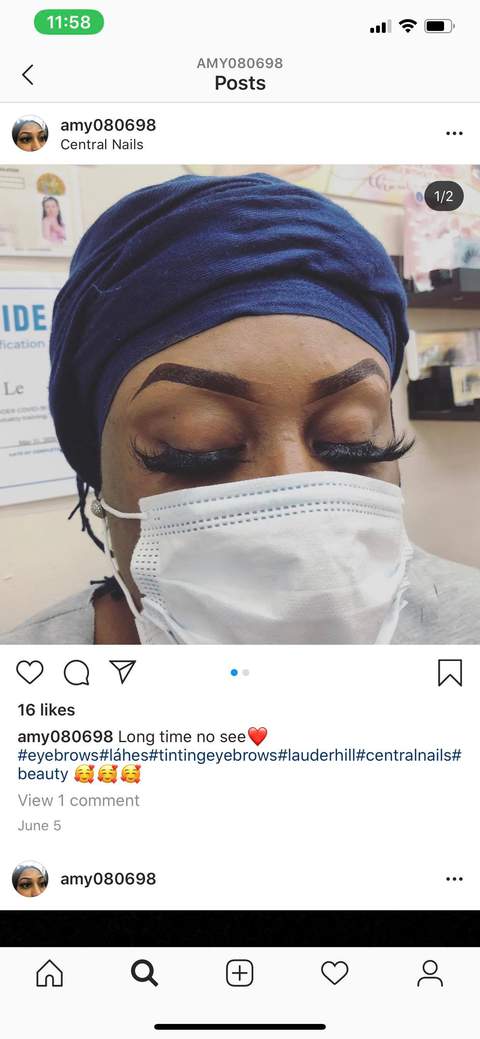 11:58
AMY080698
Posts
amy080698
Central Nails
1/2
IDE
fication
Le
16 likes
amy080698 Long time no see❤️
#eyebrows#láhes#tintingeyebrows#lauderhill#centralnails#
beauty 🥰🥰🥰
View 1 comment
June 5
amy080698